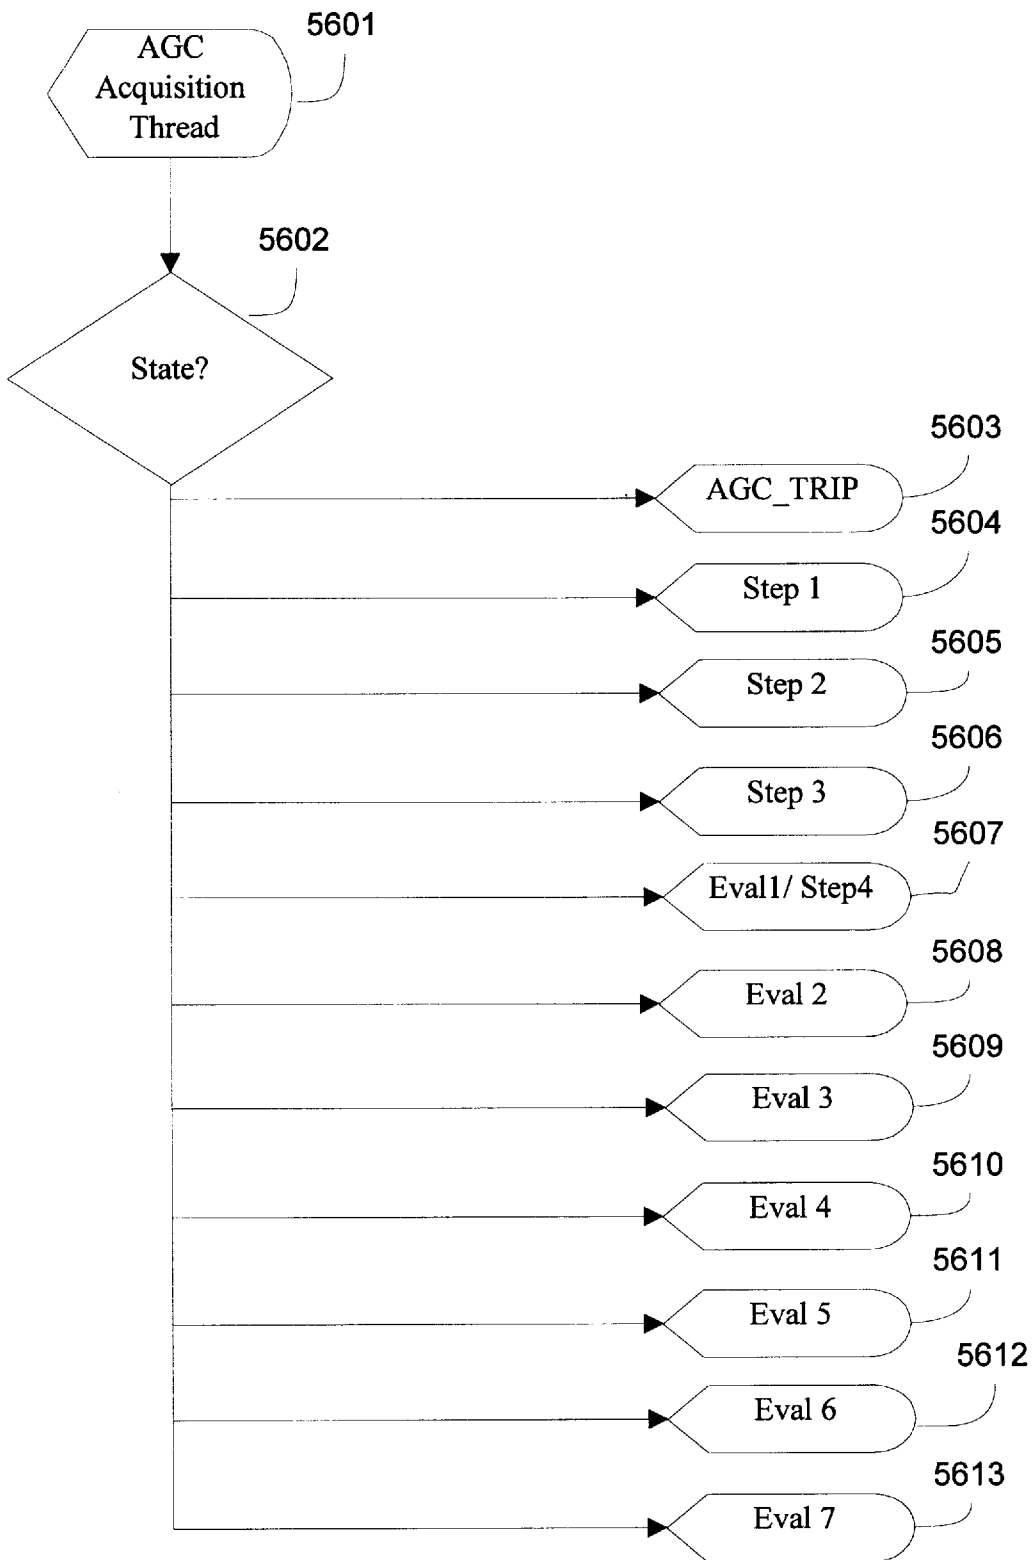 5601
AGC
Acquisition
Thread
5602
State?
5603
AGC_TRIP
5604
Step 1
5605
Step 2
5606
Step 3
5607
Eval1/ Step4
5608
Eval 2
5609
Eval 3
5610
Eval 4
5611
Eval 5
5612
Eval 6
5613
Eval 7